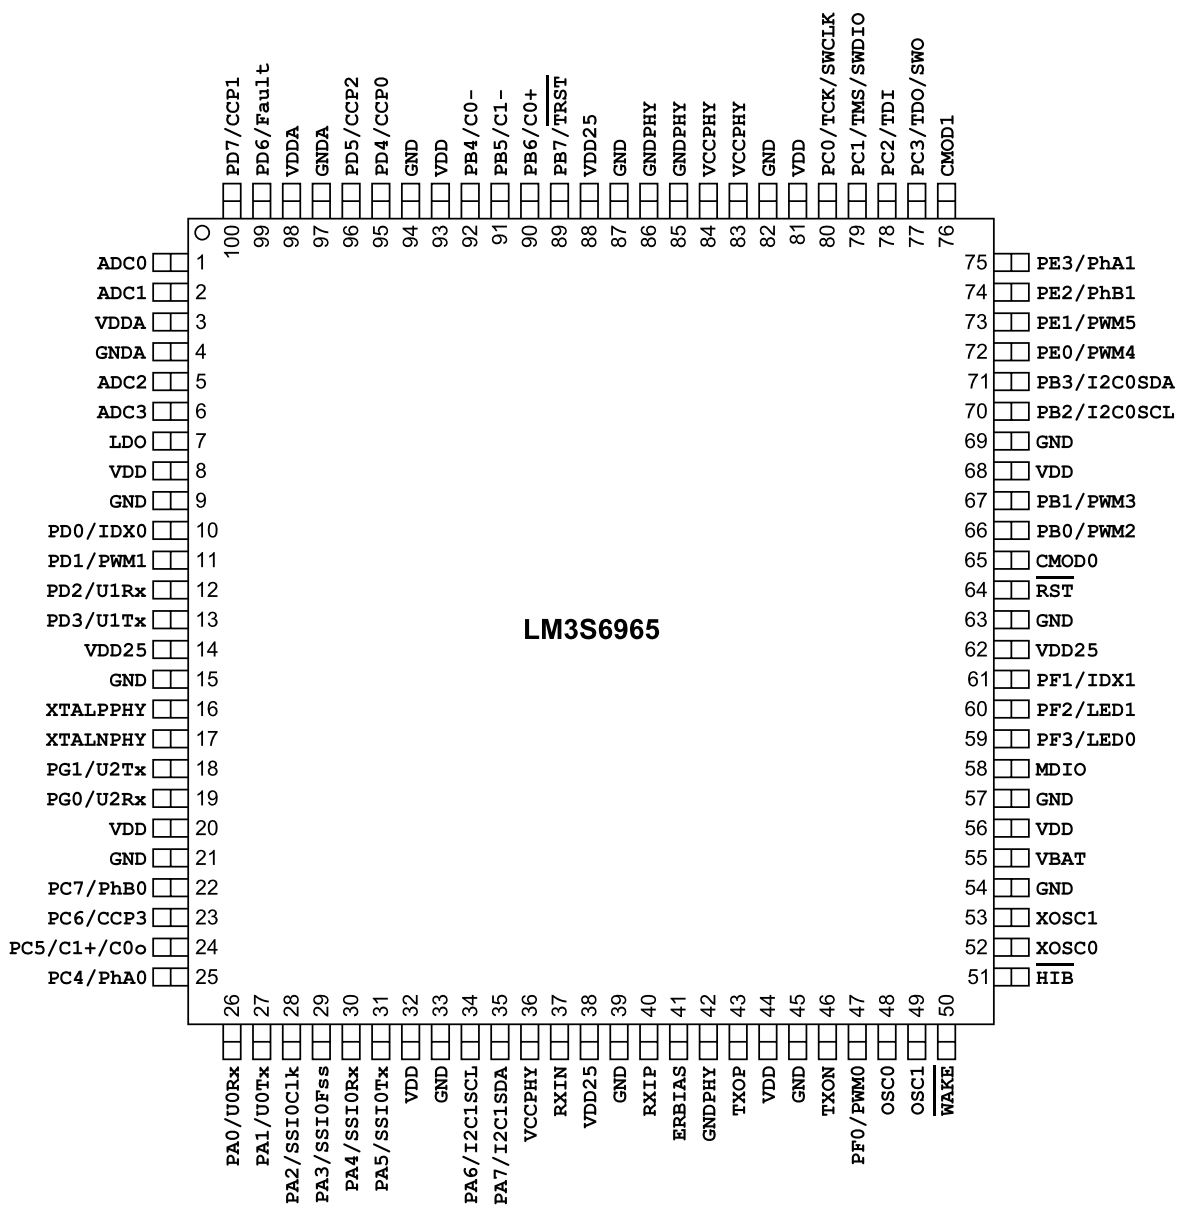 PD7/CCP1
PD6/Fault
VDDA
GNDA
PD5/CCP2
PD4/CCP0
GND
VDD
PB4/C0-
PB5/C1-
PB6/C0+
PB7/TRST
VDD25
GND
GNDPHY
GNDPHY
VCCPHY
VCCPHY
GND
VDD
PC0/TCK/SWCLK
PC1/TMS/SWDIO
PC2/TDI
PC3/TDO/SWO
CMOD1
100
99
98
97
96
95
94
93
92
91
90
89
88
87
86
85
84
83
82
81
80
79
78
77
76
ADC0 1
ADC1 2
VDDA 3
GNDA 4
ADC2 5
ADC3 6
LDO 7
VDD 8
GND 9
PD0/IDX0 10
PD1/PWM1 11
PD2/U1Rx 12
PD3/U1Tx 13
VDD25 14
GND 15
XTALPPHY 16
XTALNPHY 17
PG1/U2Tx 18
PG0/U2Rx 19
VDD 20
GND 21
PC7/PhB0 22
PC6/CCP3 23
PC5/C1+/C0o 24
PC4/PhA0 25
LM3S6965
75 PE3/PhA1
74 PE2/PhB1
73 PE1/PWM5
72 PE0/PWM4
71 PB3/I2C0SDA
70 PB2/I2C0SCL
69 GND
68 VDD
67 PB1/PWM3
66 PB0/PWM2
65 CMOD0
64 RST
63 GND
62 VDD25
61 PF1/IDX1
60 PF2/LED1
59 PF3/LED0
58 MDIO
57 GND
56 VDD
55 VBAT
54 GND
53 XOSC1
52 XOSC0
51 HIB
26
27
28
29
30
31
32
33
34
35
36
37
38
39
40
41
42
43
44
45
46
47
48
49
50
PA0/U0Rx
PA1/U0Tx
PA2/SSI0Clk
PA3/SSI0Fss
PA4/SSI0Rx
PA5/SSI0Tx
VDD
GND
PA6/I2C1SCL
PA7/I2C1SDA
VCCPHY
RXIN
VDD25
GND
RXIP
ERBIAS
GNDPHY
TXOP
VDD
GND
TXON
PF0/PWM0
OSC0
OSC1
WAKE